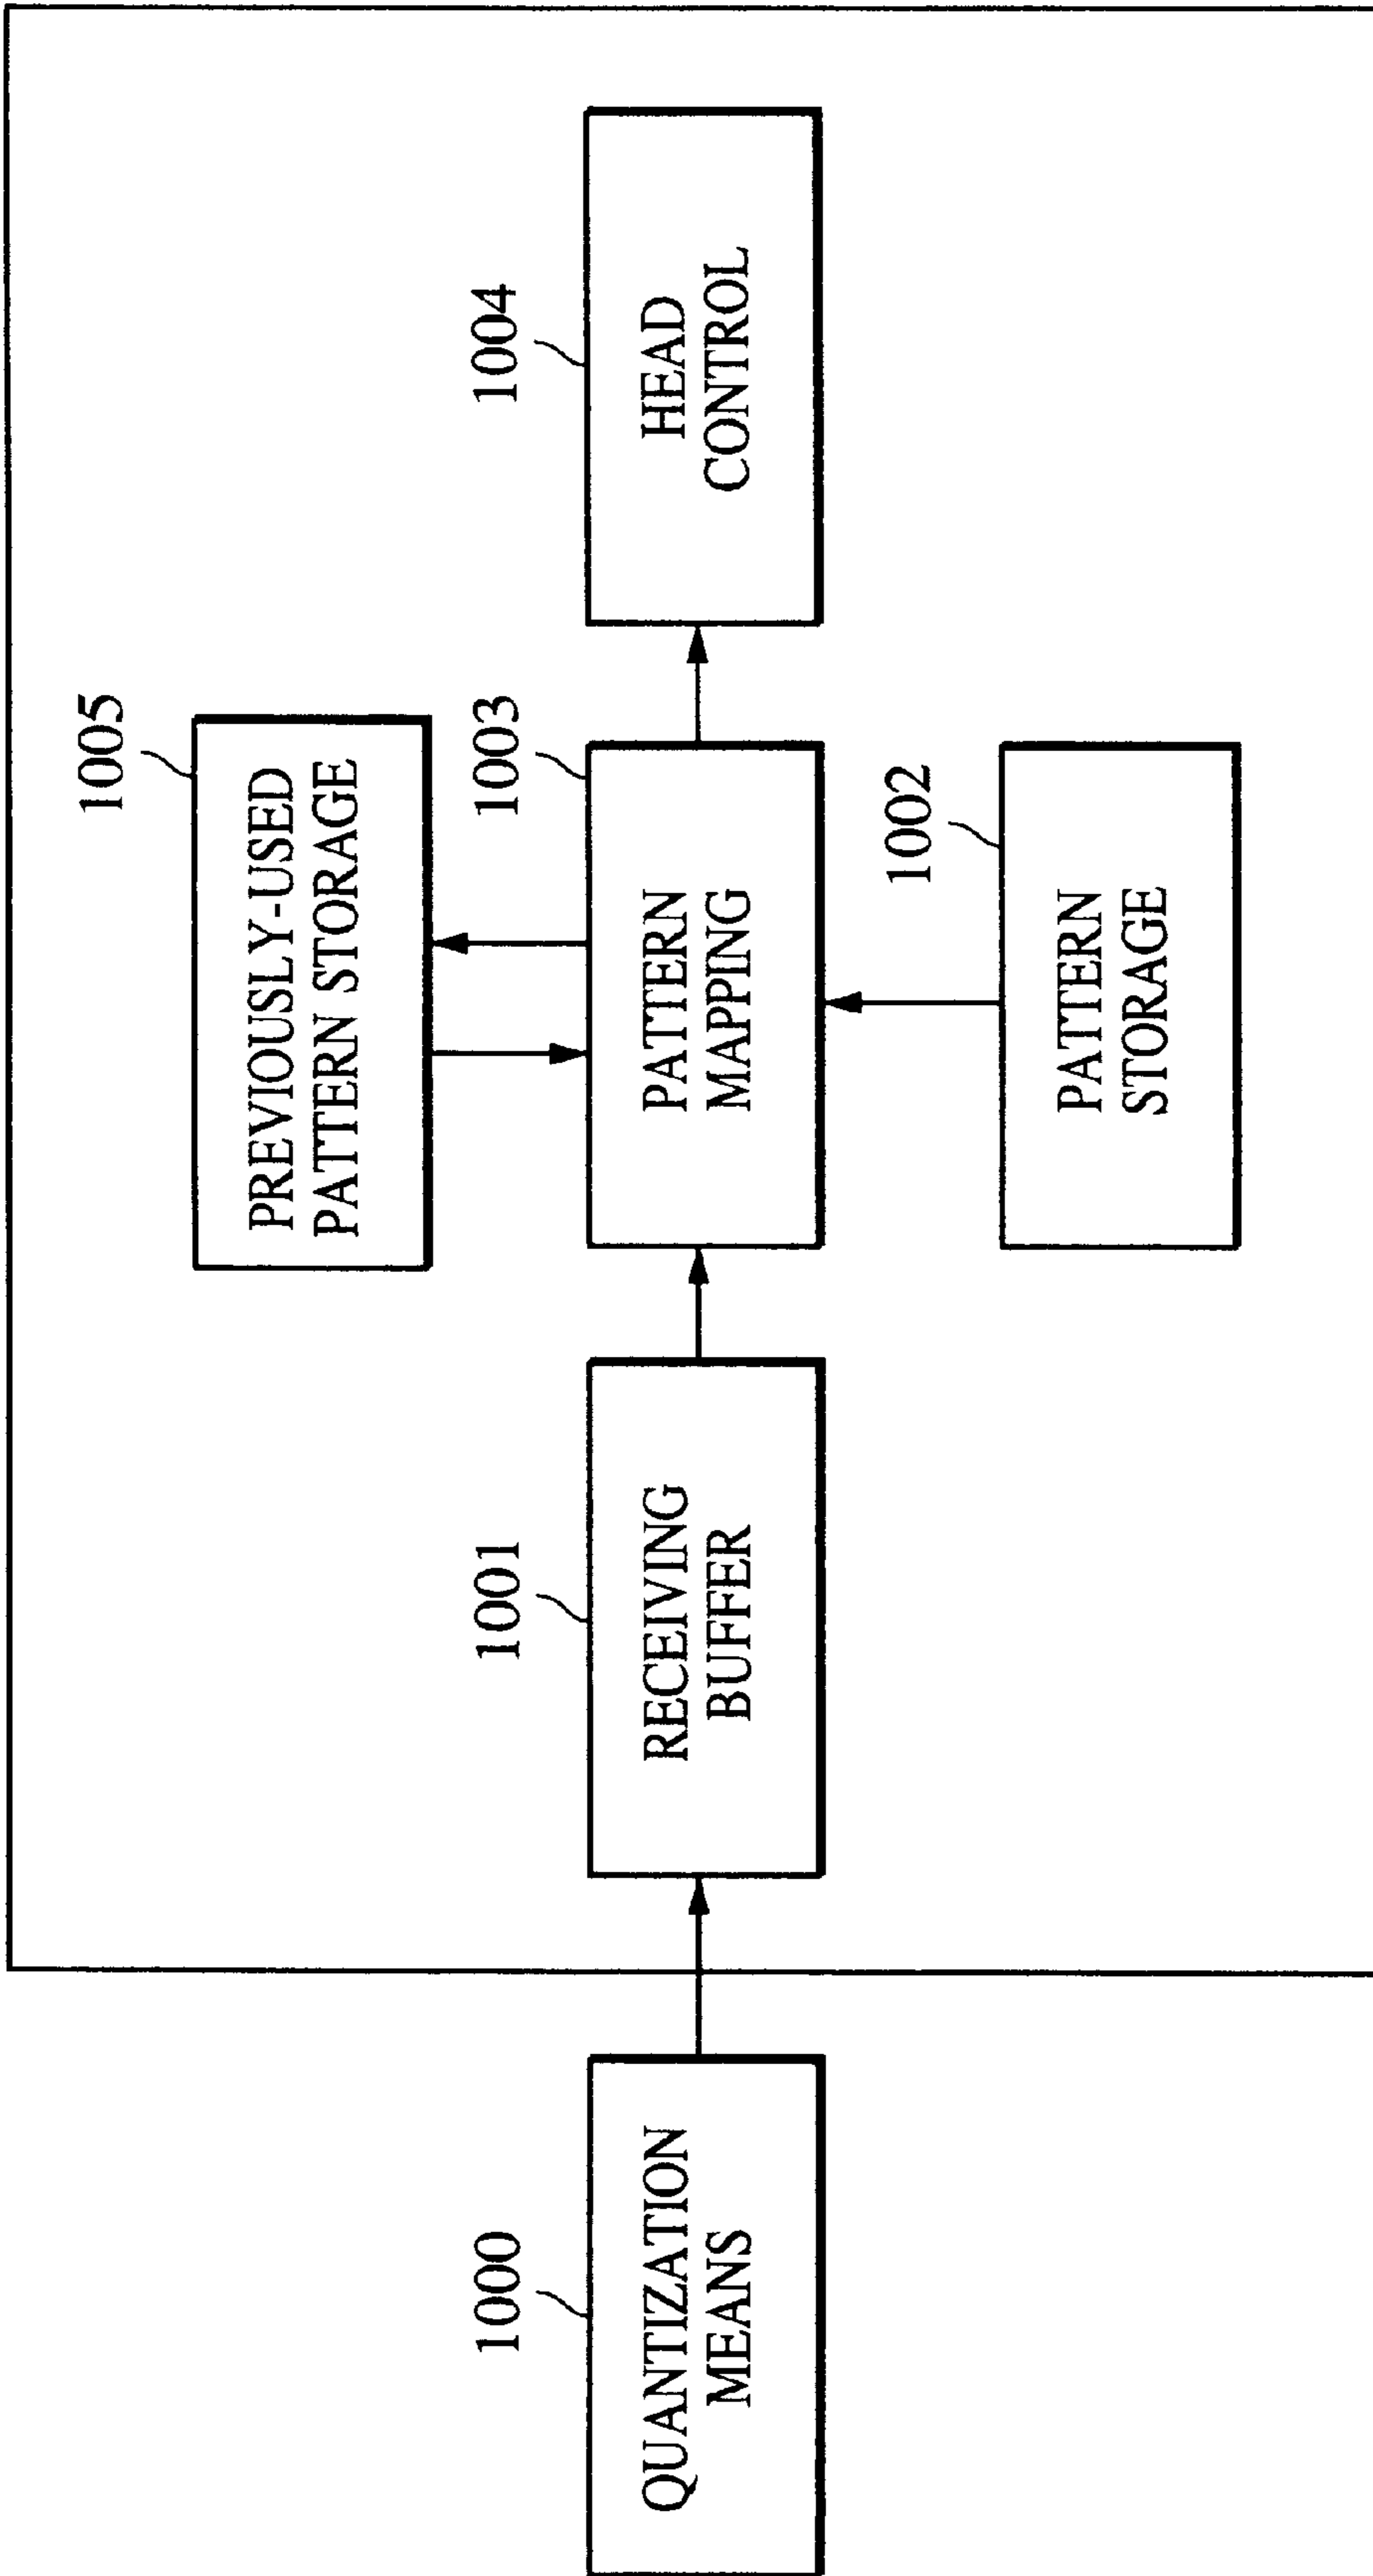 1005
PREVIOUSLY-USED
PATTERN STORAGE
1000
QUANTIZATION
MEANS
1001
RECEIVING
BUFFER
1003
PATTERN
MAPPING
1004
HEAD
CONTROL
1002
PATTERN
STORAGE